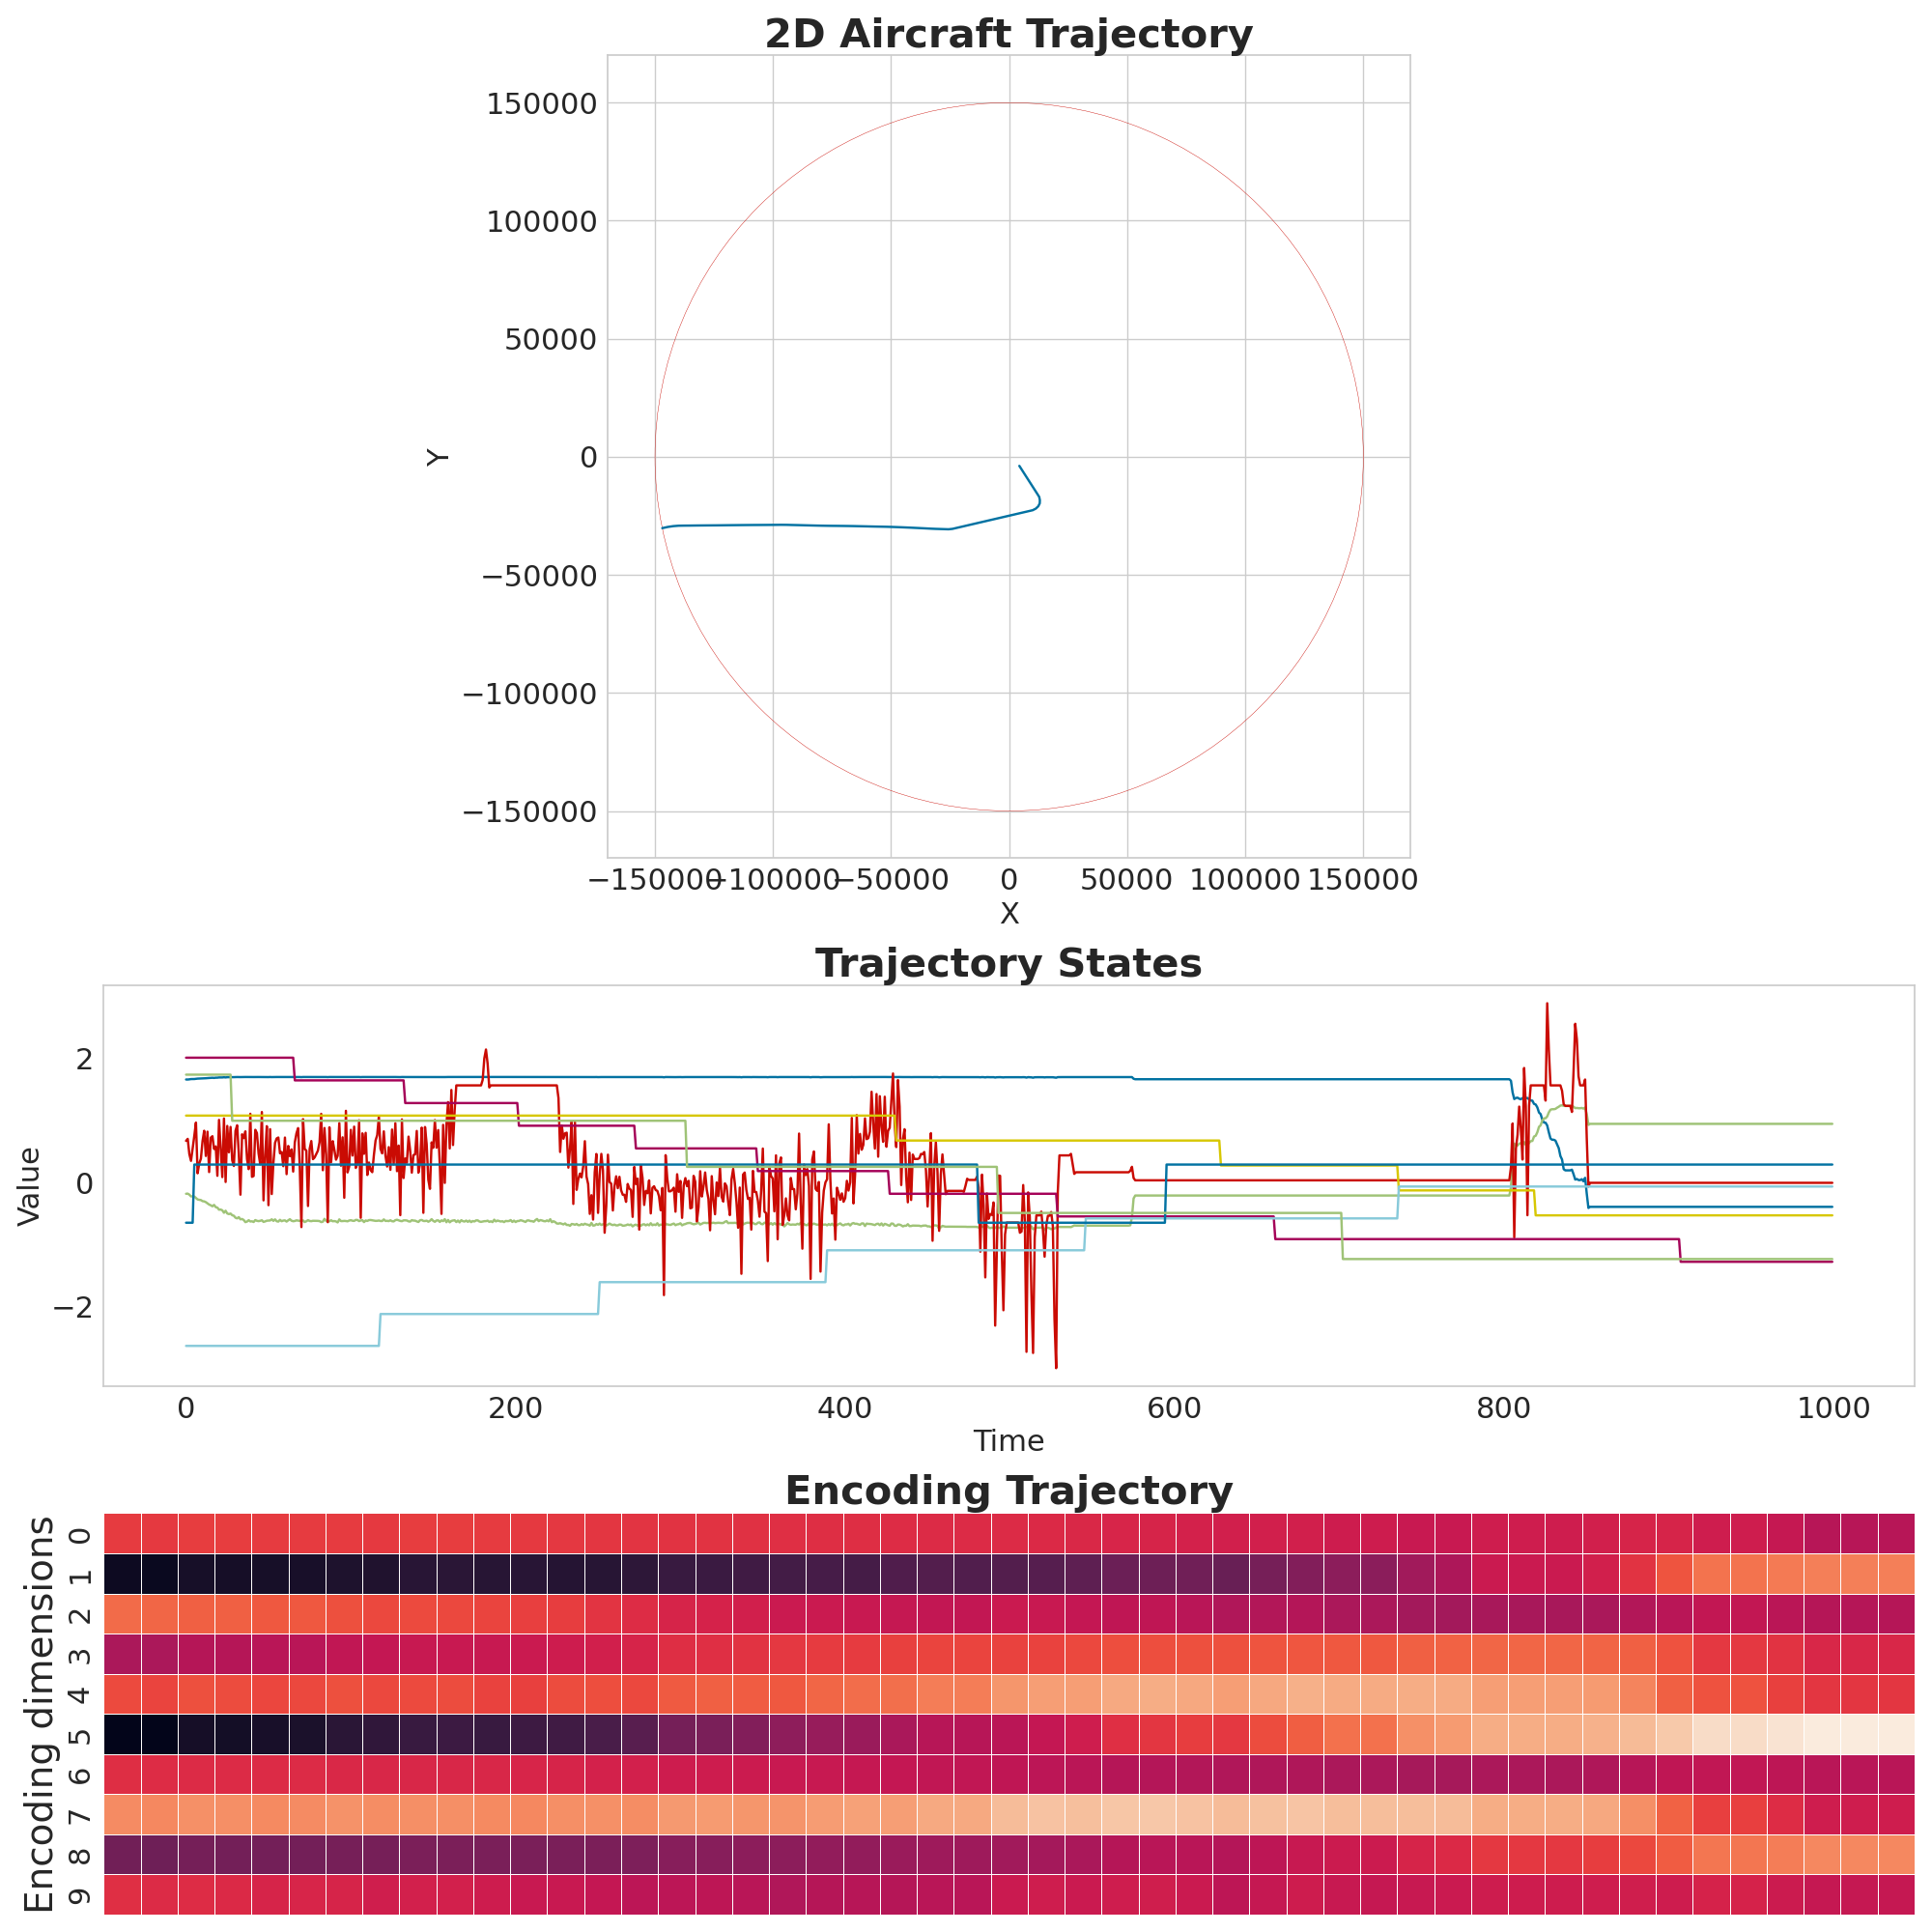 2D Aircraft Trajectory
150000
100000
50000
0
−50000
−100000
−150000
Y
−150000 −100000 −50000 0 50000 100000 150000
X
Trajectory States
2
0
−2
Value
0 200 400 600 800 1000
Time
Encoding Trajectory
0
1
2
3
4
5
6
7
8
9
Encoding dimensions